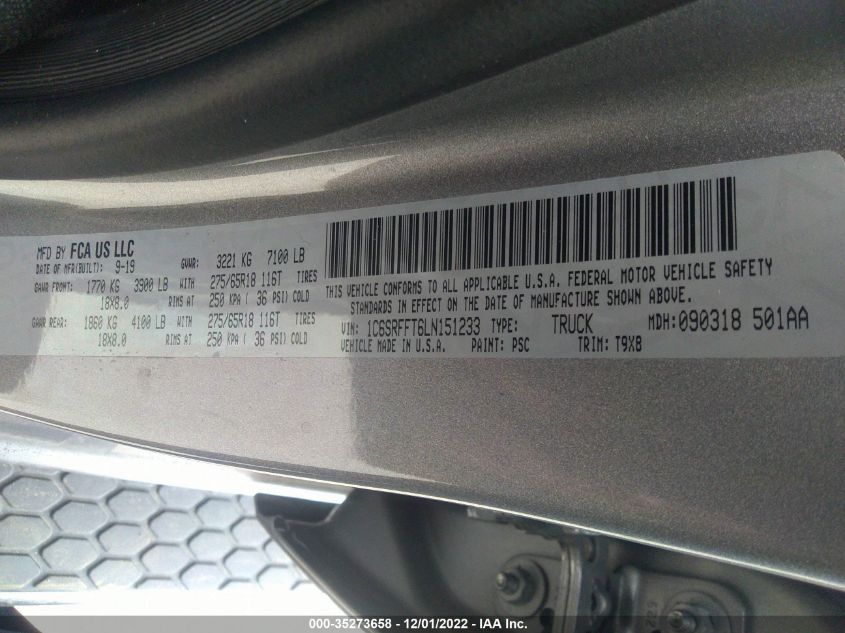 MFD BY FCA US LLC GVWR: 3221 KG 7100 LB
DATE OF MFR(BUILT): 9-19
GAWR FRONT: 1770 KG 3900 LB WITH 275/65R18 116T TIRES
18X8.0 RIMS AT 250 KPA ( 36 PSI) COLD
GAWR REAR: 1860 KG 4100 LB WITH 275/65R18 116T TIRES
18X8.0 RIMS AT 250 KPA ( 36 PSI) COLD
THIS VEHICLE CONFORMS TO ALL APPLICABLE U.S.A. FEDERAL MOTOR VEHICLE SAFETY
STANDARDS IN EFFECT ON THE DATE OF MANUFACTURE SHOWN ABOVE.
VIN: 1C6SRFFT6LN151233 TYPE: TRUCK MDH:090318 501AA
VEHICLE MADE IN U.S.A. PAINT: PSC TRIM: T9X8
000-35273658 - 12/01/2022 - IAA Inc.